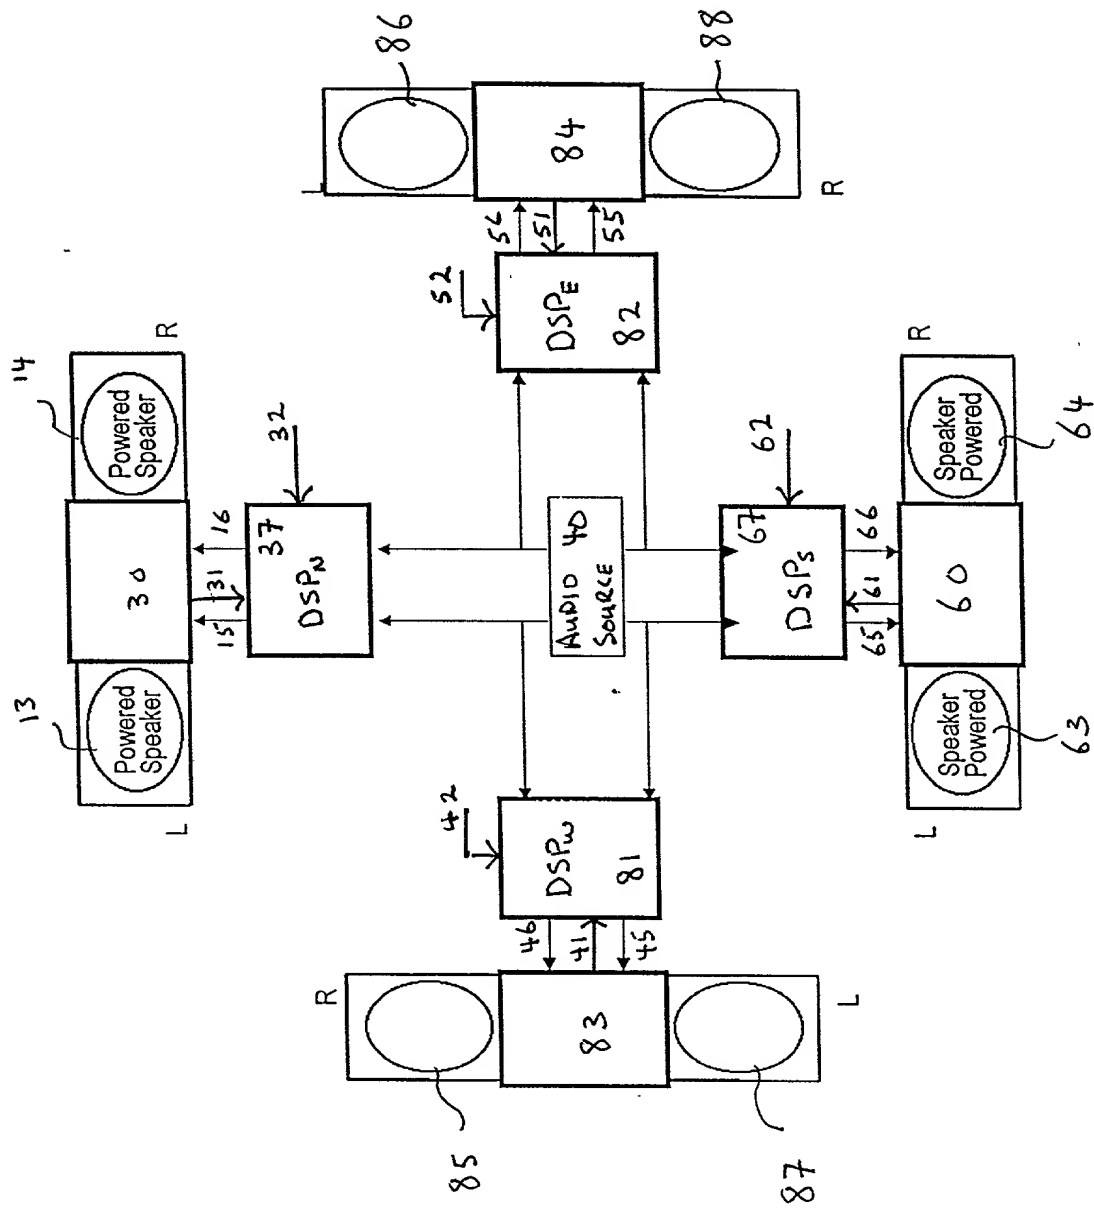 86
88
84
L
R
56
51
55
52
DSPE
82
14
R
Powered
Speaker
32
16
37
31
15
DSPN
30
13
Powered
Speaker
L
AUDIO 40
SOURCE
62
67
DSPS
66
61
65
60
R
Speaker
Powered
64
Speaker
Powered
63
L
42
DSPW
81
46
41
45
R
83
L
85
87